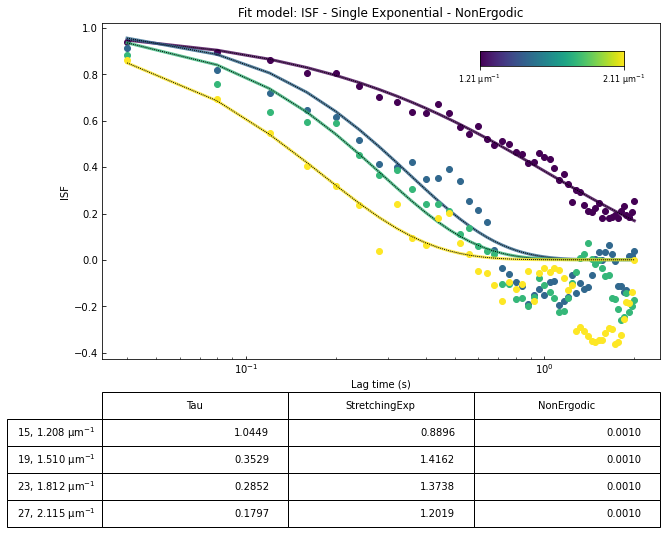 Fit model: ISF - Single Exponential - NonErgodic
1.0
0.8
0.6
0.4
0.2
0.0
−0.2
−0.4
ISF
1.21 μm⁻¹ 2.11 μm⁻¹
10⁻¹ 10⁰
Lag time (s)
Tau StretchingExp NonErgodic
15, 1.208 μm⁻¹ 1.0449 0.8896 0.0010
19, 1.510 μm⁻¹ 0.3529 1.4162 0.0010
23, 1.812 μm⁻¹ 0.2852 1.3738 0.0010
27, 2.115 μm⁻¹ 0.1797 1.2019 0.0010